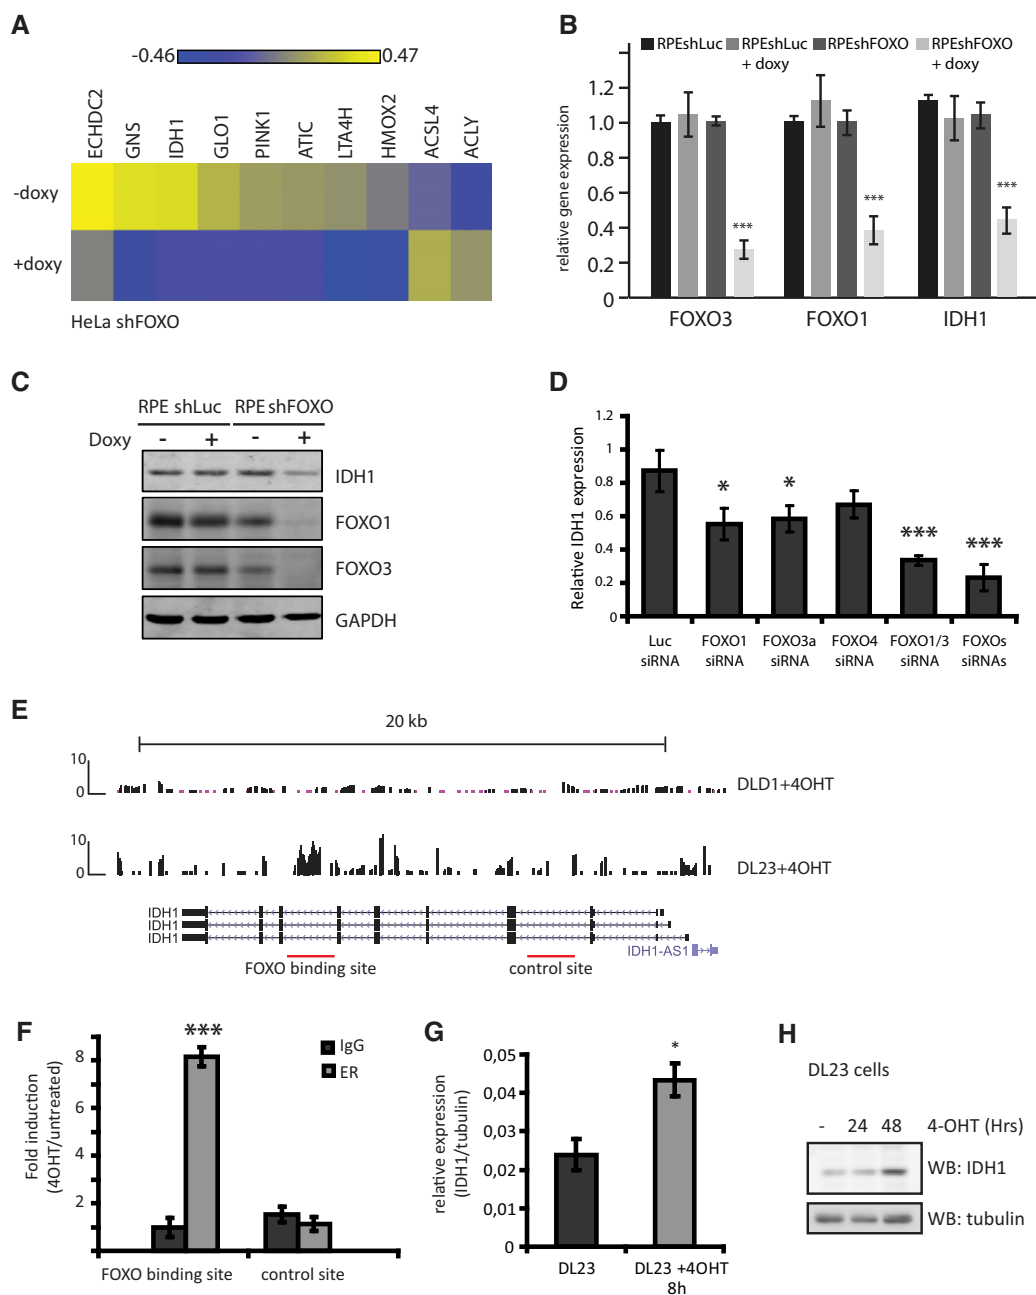 A
-0.46 0.47
ECHDC2 GNS IDH1 GLO1 PINK1 ATIC LTA4H HMOX2 ACSL4 ACLY
-doxy
+doxy
HeLa shFOXO
B
RPEshLuc RPEshLuc + doxy RPEshFOXO RPEshFOXO + doxy
relative gene expression
1.2
1.0
0.8
0.6
0.4
0.2
0
*** *** ***
FOXO3 FOXO1 IDH1
C
RPE shLuc RPE shFOXO
Doxy - + - +
IDH1
FOXO1
FOXO3
GAPDH
D
Relative IDH1 expression
1.2
1
0.8
0.6
0.4
0.2
0
* * *** ***
Luc siRNA
FOXO1 siRNA
FOXO3a siRNA
FOXO4 siRNA
FOXO1/3 siRNA
FOXOs siRNAs
E
20 kb
10
0
DLD1+4OHT
10
0
DL23+4OHT
IDH1
IDH1
IDH1
IDH1-AS1
FOXO binding site control site
F
Fold induction
(4OHT/untreated)
8
6
4
2
***
IgG
ER
FOXO binding site control site
G
relative expression
(IDH1/tubulin)
0,05
0,04
0,03
0,02
0,01
0
*
DL23 DL23 +4OHT
8h
H
DL23 cells
- 24 48 4-OHT (Hrs)
WB: IDH1
WB: tubulin